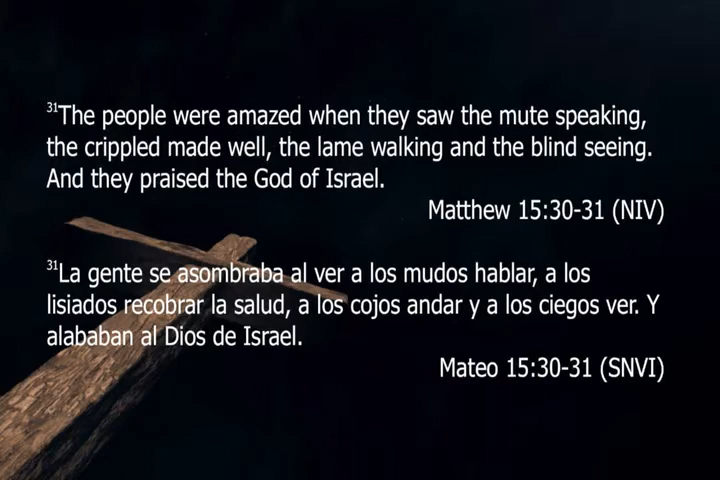 31The people were amazed when they saw the mute speaking,
the crippled made well, the lame walking and the blind seeing.
And they praised the God of Israel.
Matthew 15:30-31 (NIV)
31La gente se asombraba al ver a los mudos hablar, a los
lisiados recobrar la salud, a los cojos andar y a los ciegos ver. Y
alababan al Dios de Israel.
Mateo 15:30-31 (SNVI)